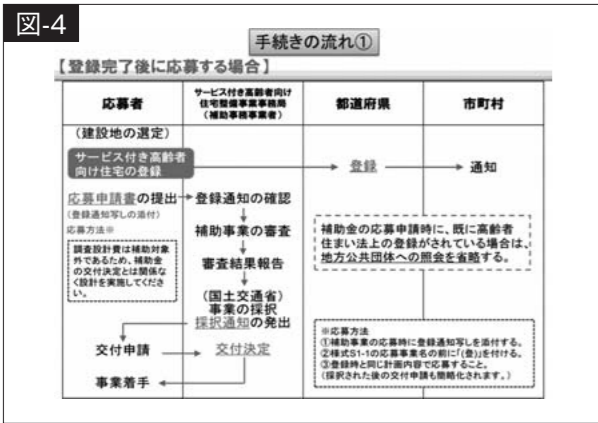 図-4
手続きの流れ①
【登録完了後に応募する場合】
応募者
サービス付き高齢者向け
住宅整備事業事務局
(補助事務事業者)
都道府県
市町村
(建設地の選定)
サービス付き高齢者
向け住宅の登録
登録
通知
応募申請書の提出
(登録通知写しの添付)
応募方法※
調査設計費は補助対象
外であるため、補助金
の交付決定とは関係な
く設計を実施してくださ
い。
登録通知の確認
補助事業の審査
審査結果報告
(国土交通省)
事業の採択
採択通知の発出
補助金の応募申請時に、既に高齢者
住まい法上の登録がされている場合は、
地方公共団体への照会を省略する。
交付申請
交付決定
事業着手
※応募方法
①補助事業の応募時に登録通知写しを添付する。
②様式S1-1の応募事業名の前に「(登)」を付ける。
③登録時と同じ計画内容で応募すること。
(採択された後の交付申請も簡略化されます。)